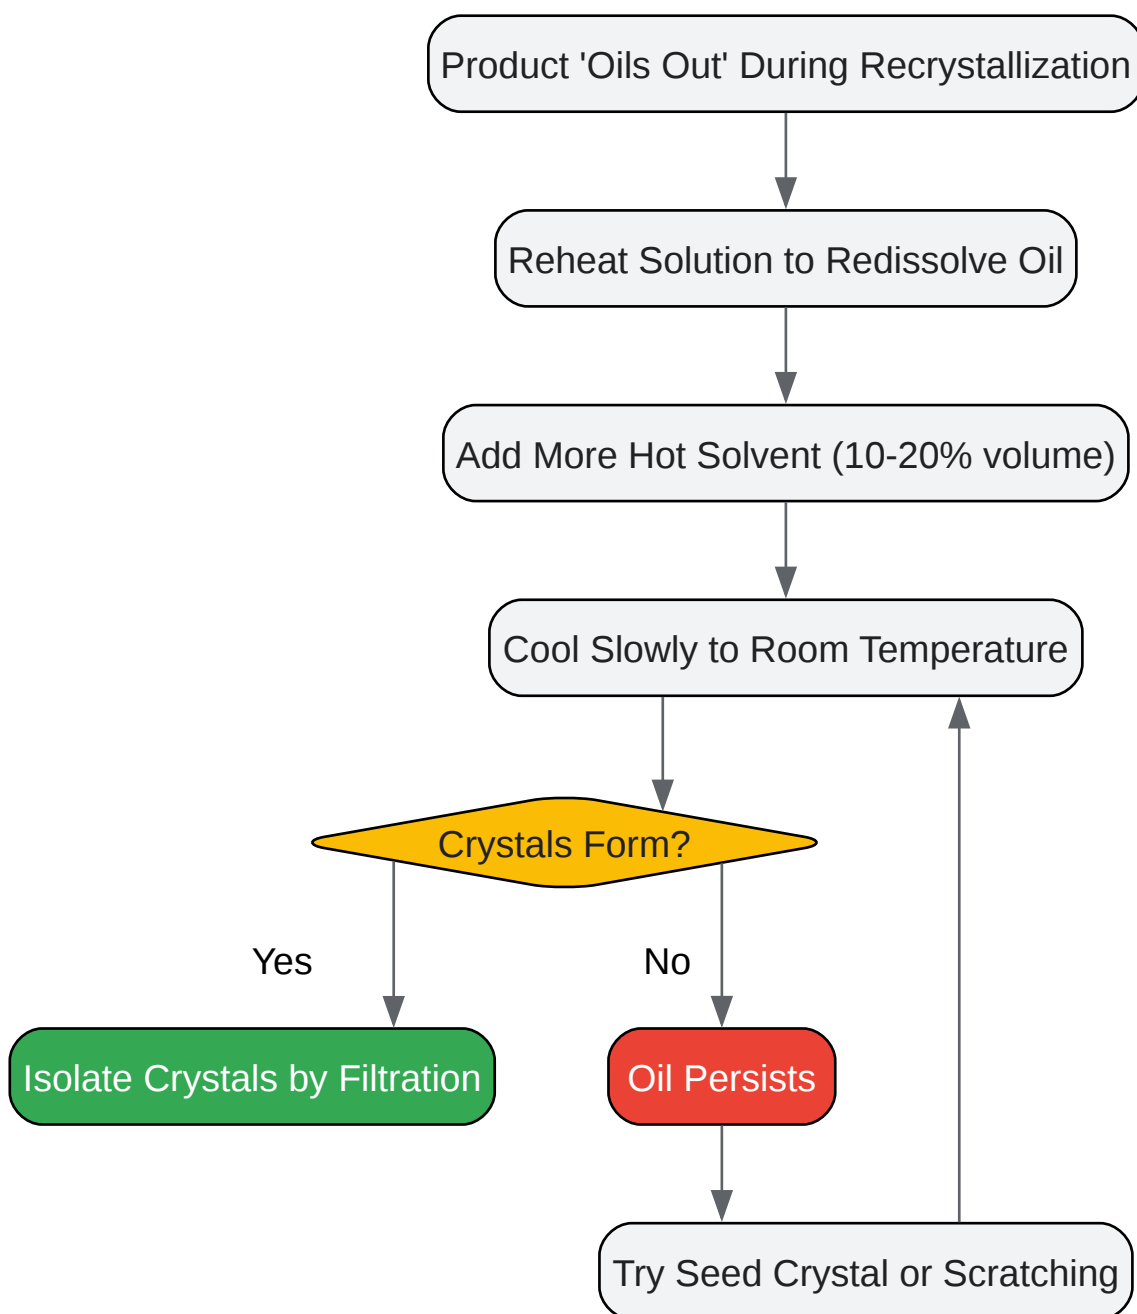 Product 'Oils Out' During Recrystallization
Reheat Solution to Redissolve Oil
Add More Hot Solvent (10-20% volume)
Cool Slowly to Room Temperature
Crystals Form?
Yes
No
Isolate Crystals by Filtration
Oil Persists
Try Seed Crystal or Scratching